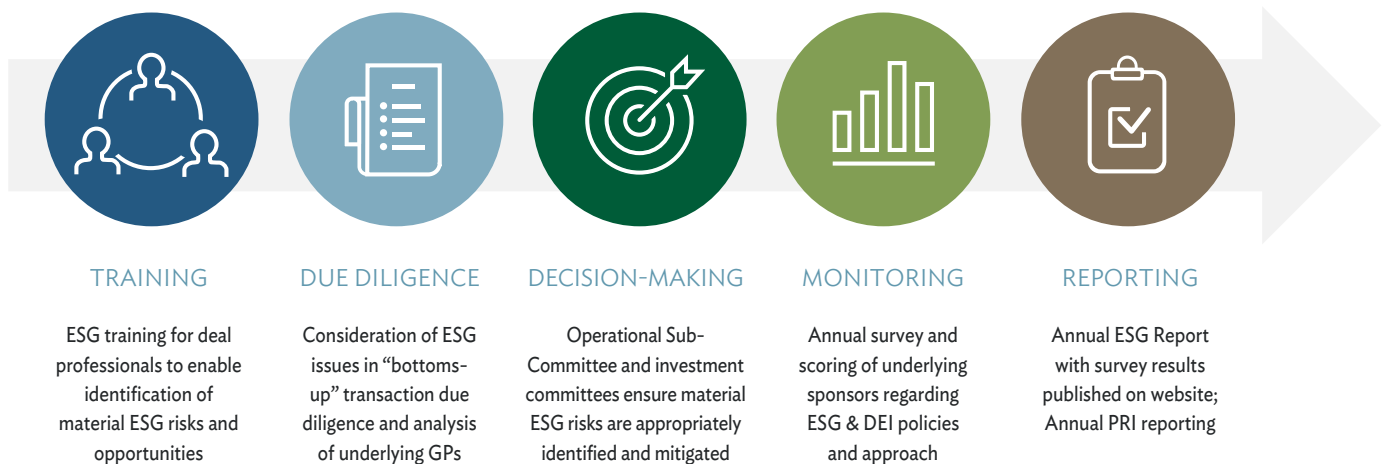 TRAINING
ESG training for deal
professionals to enable
identification of
material ESG risks and
opportunities
DUE DILIGENCE
Consideration of ESG
issues in “bottoms-
up” transaction due
diligence and analysis
of underlying GPs
DECISION-MAKING
Operational Sub-
Committee and investment
committees ensure material
ESG risks are appropriately
identified and mitigated
MONITORING
Annual survey and
scoring of underlying
sponsors regarding
ESG & DEI policies
and approach
REPORTING
Annual ESG Report
with survey results
published on website;
Annual PRI reporting